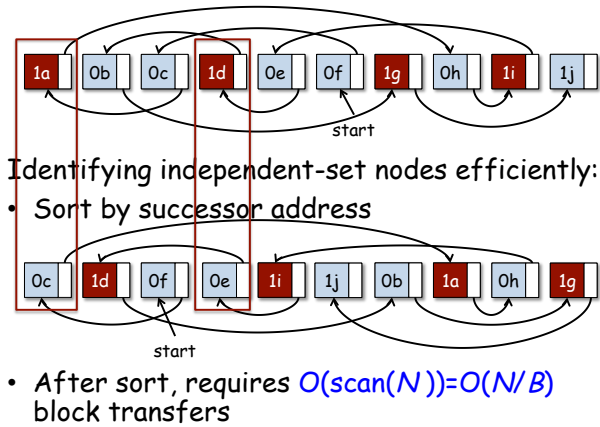 1a 0b 0c 1d 0e 0f 1g 0h 1i 1j
start
Identifying independent-set nodes efficiently:
• Sort by successor address
0c 1d 0f 0e 1i 1j 0b 1a 0h 1g
start
• After sort, requires O(scan(N))=O(N/B)
block transfers